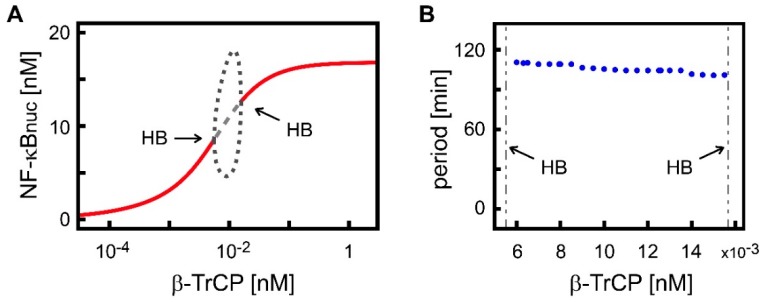 A
NF-κBnuc [nM]
20
10
0
HB
HB
10-4
10-2
1
β-TrCP [nM]
B
period [min]
120
60
0
HB
HB
6
8
10
12
14
x10-3
β-TrCP [nM]